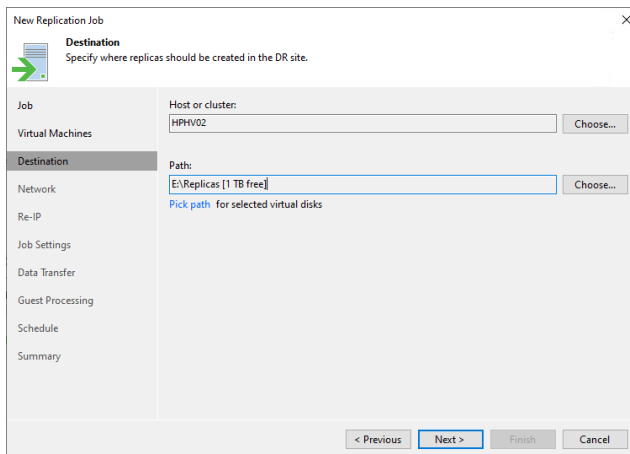 New Replication Job
Destination
Specify where replicas should be created in the DR site.
Job
Virtual Machines
Destination
Network
Re-IP
Job Settings
Data Transfer
Guest Processing
Schedule
Summary
Host or cluster:
HPHV02
Choose...
Path:
E:\Replicas [1 TB free]
Choose...
Pick path for selected virtual disks
< Previous
Next >
Finish
Cancel